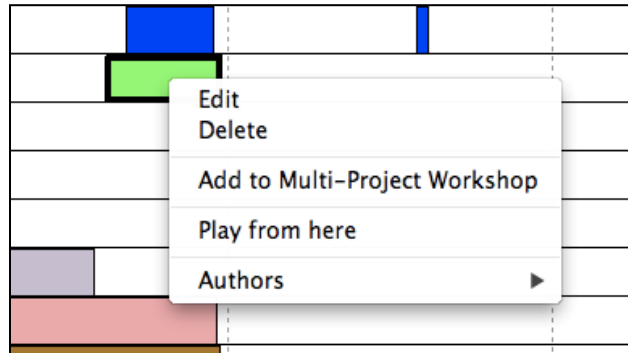 Edit
Delete
Add to Multi-Project Workshop
Play from here
Authors